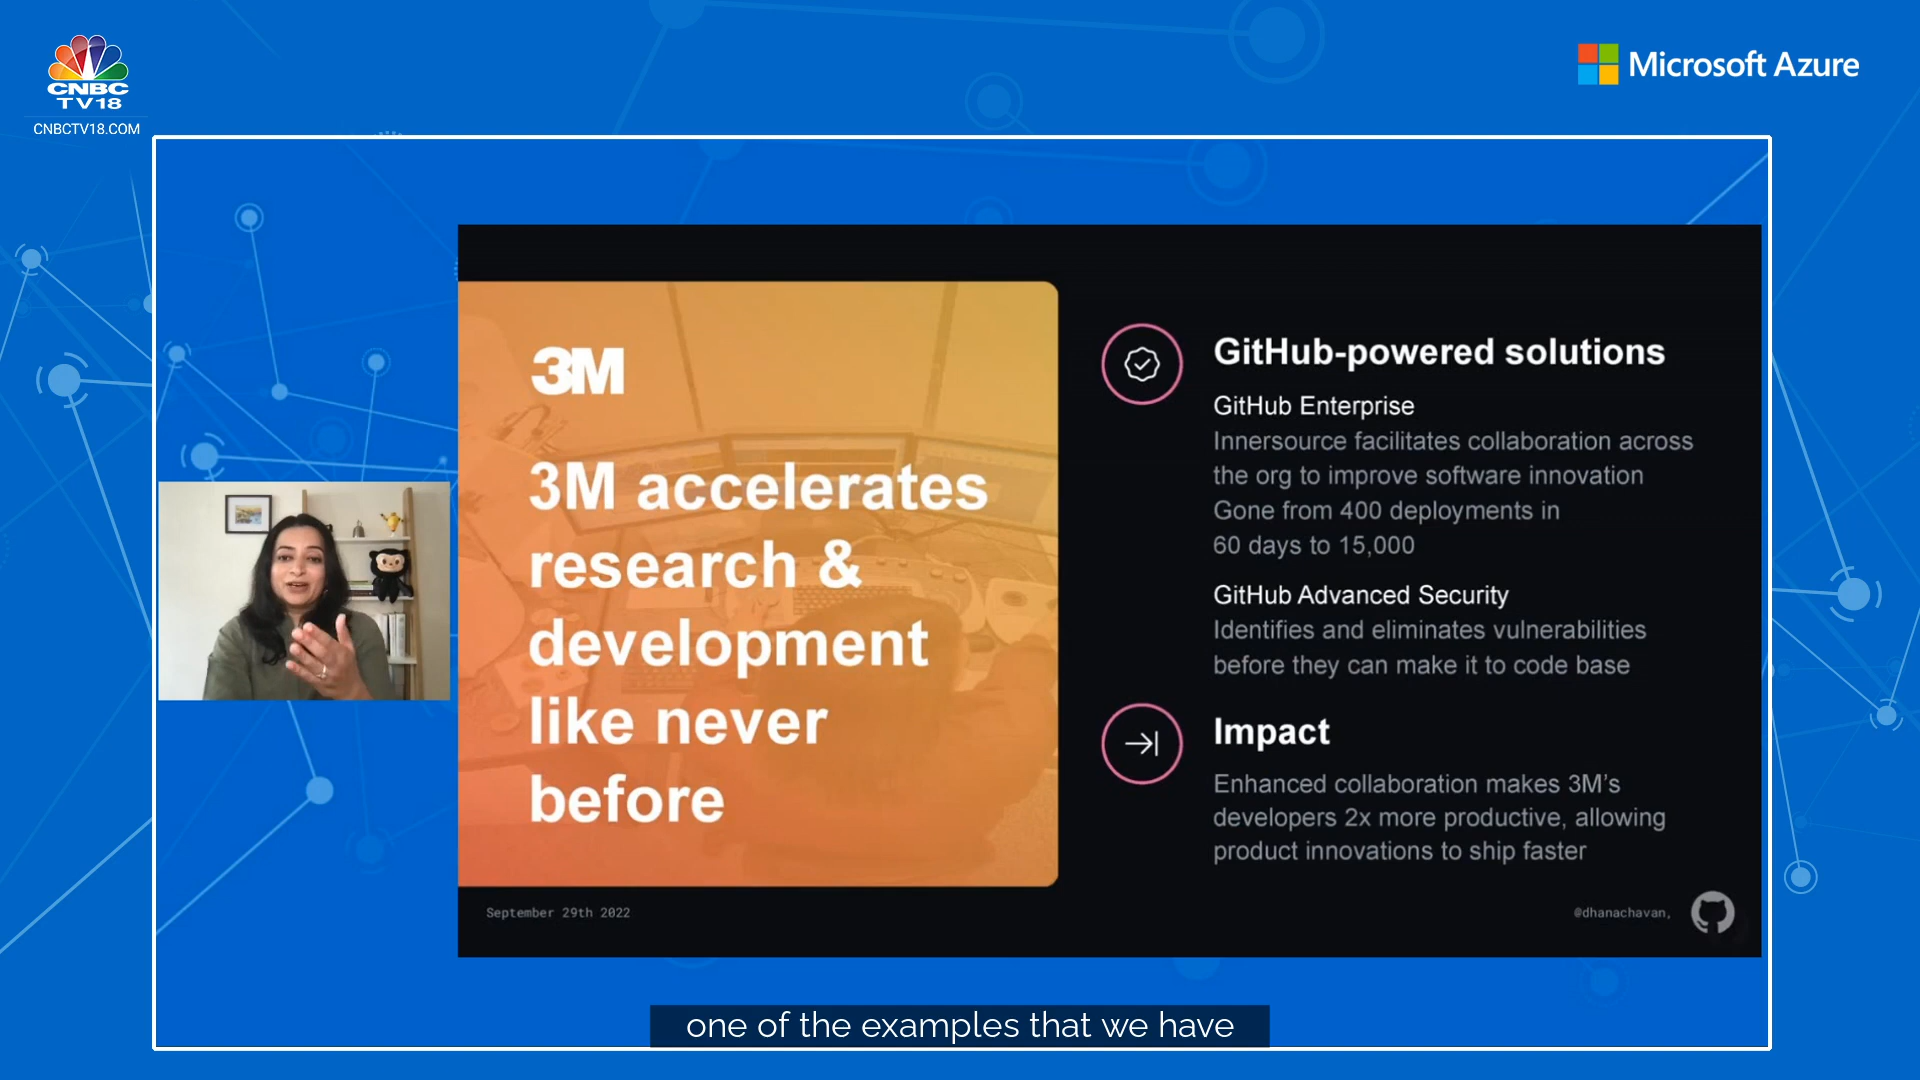 CNBC
TV18
CNBCTV18.COM
Microsoft Azure
3M
3M accelerates
research &
development
like never
before
GitHub-powered solutions
GitHub Enterprise
Innersource facilitates collaboration across
the org to improve software innovation
Gone from 400 deployments in
60 days to 15,000
GitHub Advanced Security
Identifies and eliminates vulnerabilities
before they can make it to code base
Impact
Enhanced collaboration makes 3M's
developers 2x more productive, allowing
product innovations to ship faster
September 29th 2022
@dhanachavan,
one of the examples that we have